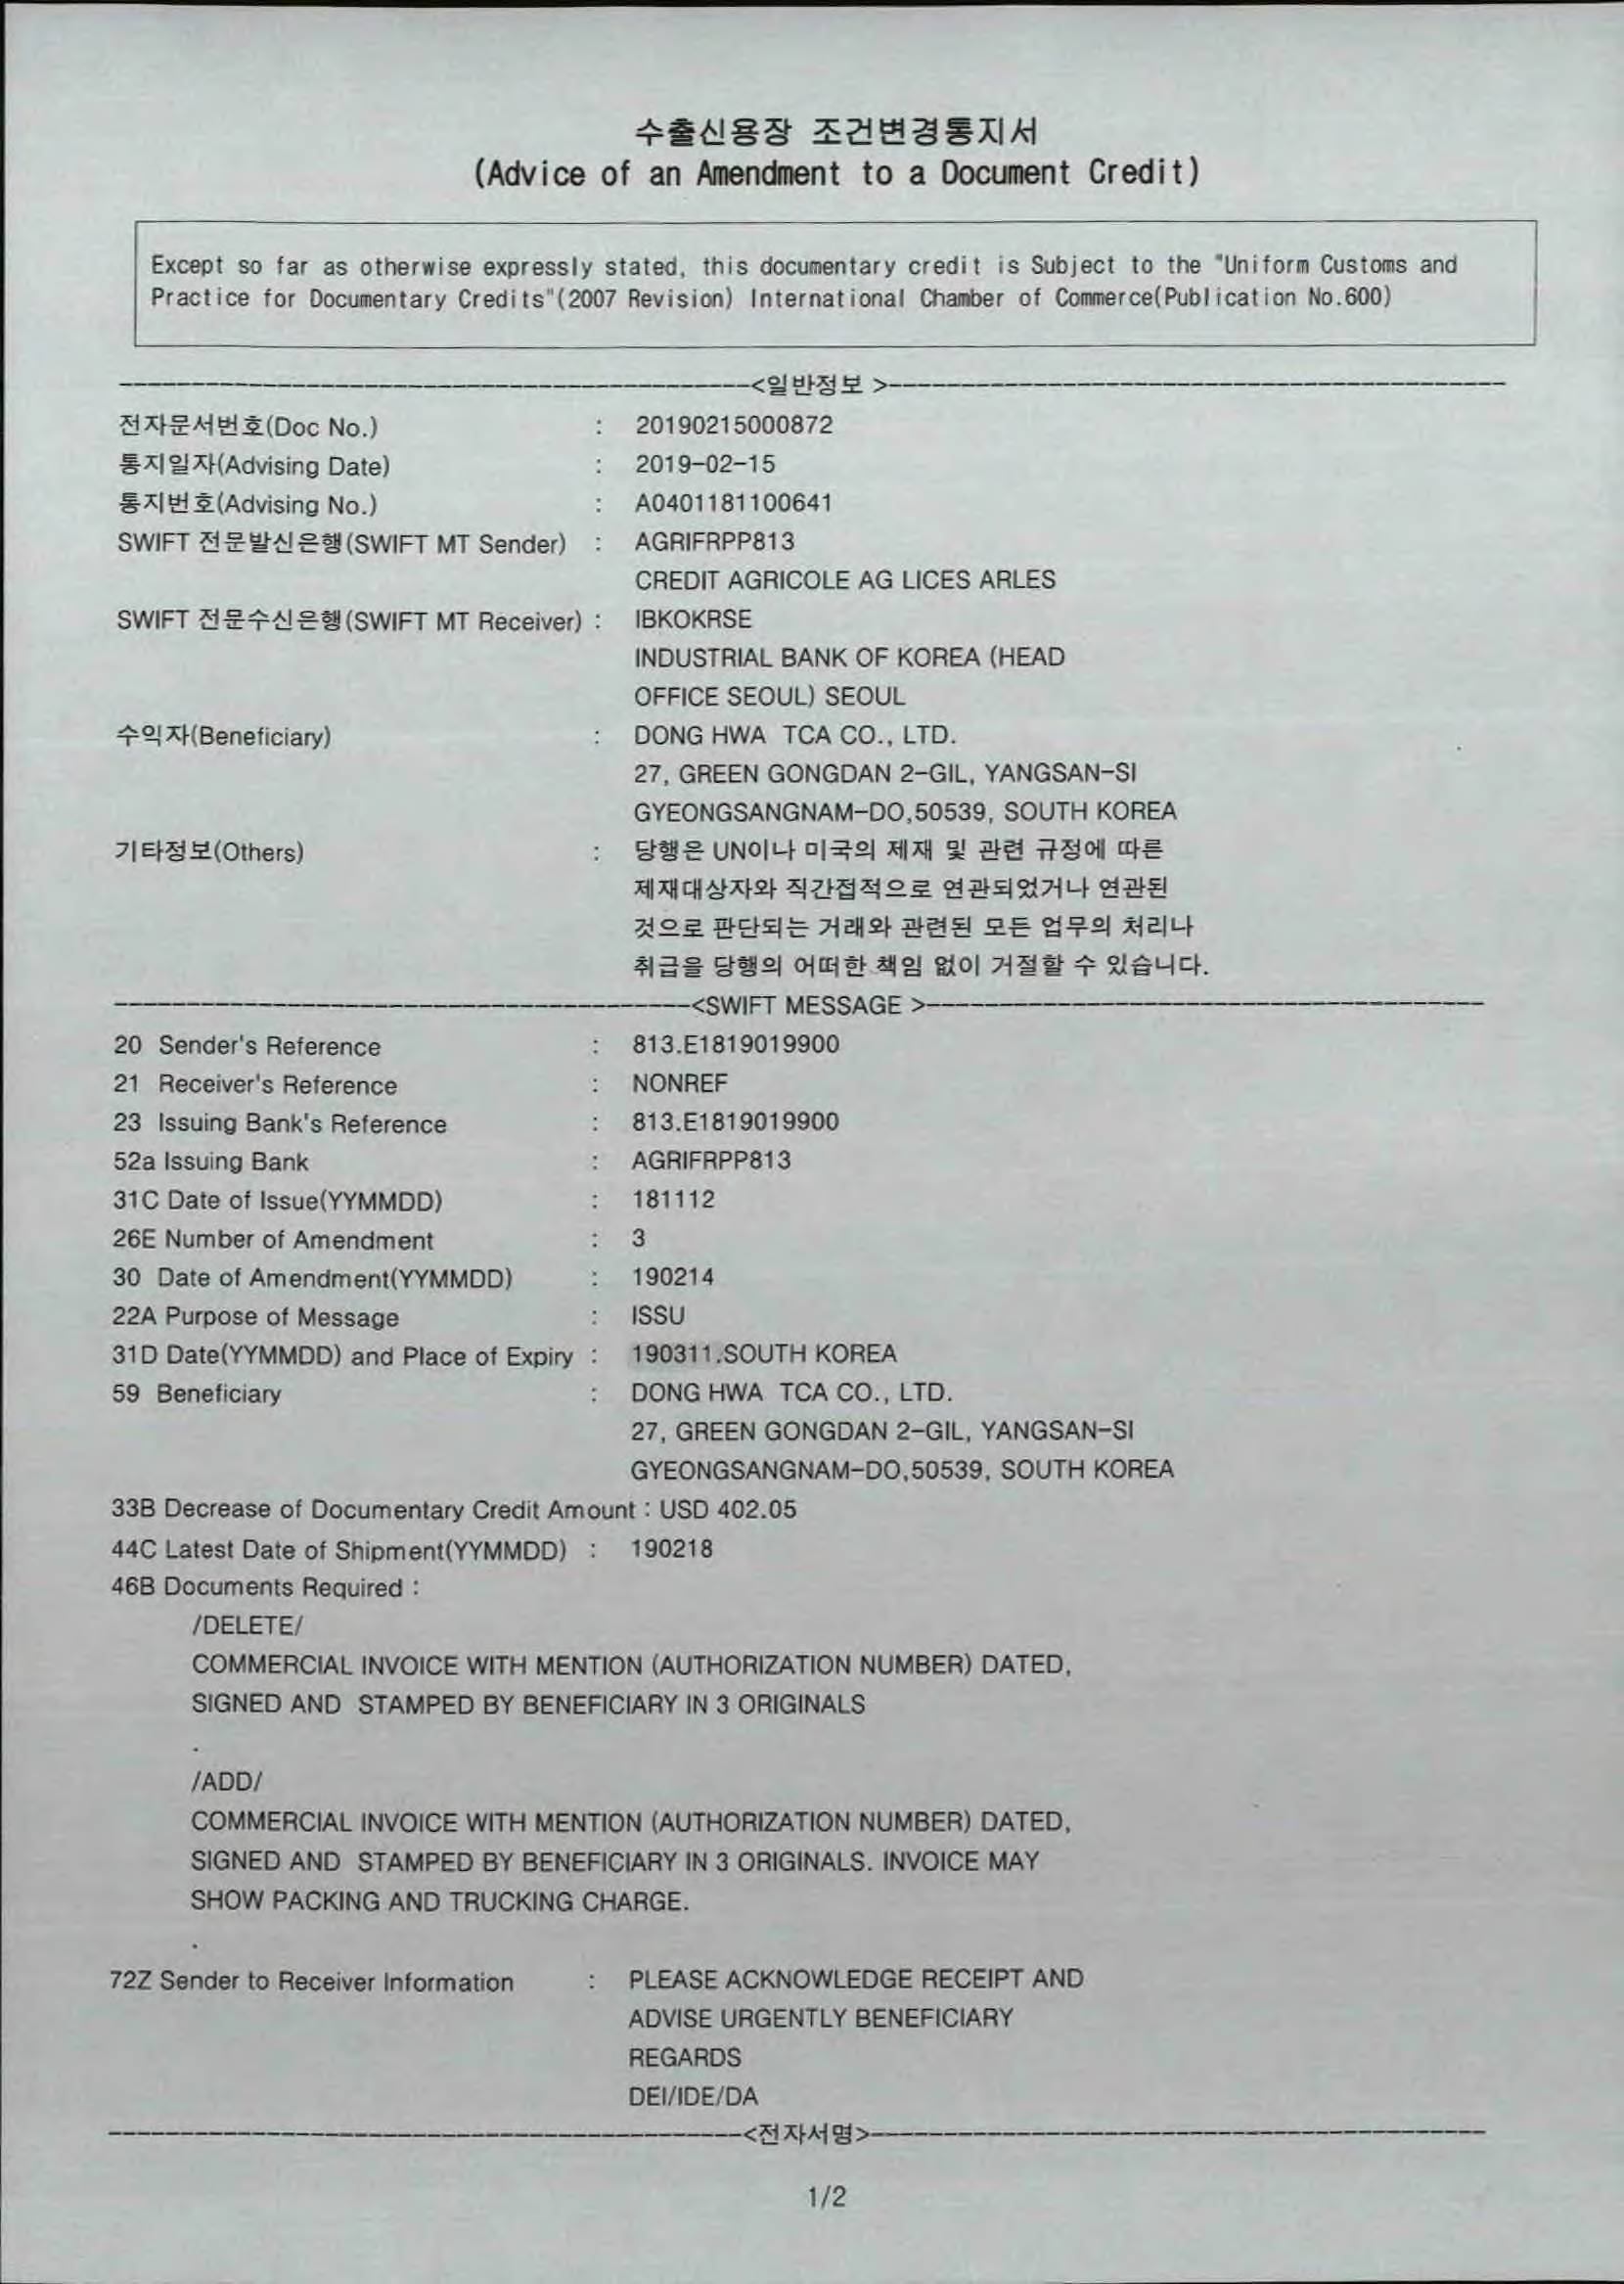 수출신용장 조건변경통지서
(Advice of an Amendment to a Document Credit)
Except so far as otherwise expressly stated, this documentary credit is Subject to the "Uniform Customs and
Practice for Documentary Credits"(2007 Revision) International Chamber of Commerce(Publication No.600)
<일반정보 >
전자문서번호(Doc No.) : 20190215000872
통지일자(Advising Date) : 2019-02-15
통지번호(Advising No.) : A0401181100641
SWIFT 전문발신은행(SWIFT MT Sender) : AGRIFRPP813
CREDIT AGRICOLE AG LICES ARLES
SWIFT 전문수신은행(SWIFT MT Receiver) : IBKOKRSE
INDUSTRIAL BANK OF KOREA (HEAD
OFFICE SEOUL) SEOUL
수익자(Beneficiary) : DONG HWA TCA CO., LTD.
27, GREEN GONGDAN 2-GIL, YANGSAN-SI
GYEONGSANGNAM-DO,50539, SOUTH KOREA
기타정보(Others) : 당행은 UN이나 미국의 제재 및 관련 규정에 따른
제재대상자와 직간접적으로 연관되었거나 연관된
것으로 판단되는 거래와 관련된 모든 업무의 처리나
취급을 당행의 어떠한 책임 없이 거절할 수 있습니다.
<SWIFT MESSAGE >
20 Sender's Reference : 813.E1819019900
21 Receiver's Reference : NONREF
23 Issuing Bank's Reference : 813.E1819019900
52a Issuing Bank : AGRIFRPP813
31C Date of Issue(YYMMDD) : 181112
26E Number of Amendment : 3
30 Date of Amendment(YYMMDD) : 190214
22A Purpose of Message : ISSU
31D Date(YYMMDD) and Place of Expiry : 190311.SOUTH KOREA
59 Beneficiary : DONG HWA TCA CO., LTD.
27, GREEN GONGDAN 2-GIL, YANGSAN-SI
GYEONGSANGNAM-DO,50539, SOUTH KOREA
33B Decrease of Documentary Credit Amount : USD 402.05
44C Latest Date of Shipment(YYMMDD) : 190218
46B Documents Required :
/DELETE/
COMMERCIAL INVOICE WITH MENTION (AUTHORIZATION NUMBER) DATED,
SIGNED AND STAMPED BY BENEFICIARY IN 3 ORIGINALS
.
/ADD/
COMMERCIAL INVOICE WITH MENTION (AUTHORIZATION NUMBER) DATED,
SIGNED AND STAMPED BY BENEFICIARY IN 3 ORIGINALS. INVOICE MAY
SHOW PACKING AND TRUCKING CHARGE.
.
72Z Sender to Receiver Information : PLEASE ACKNOWLEDGE RECEIPT AND
ADVISE URGENTLY BENEFICIARY
REGARDS
DEI/IDE/DA
<전자서명>
1/2